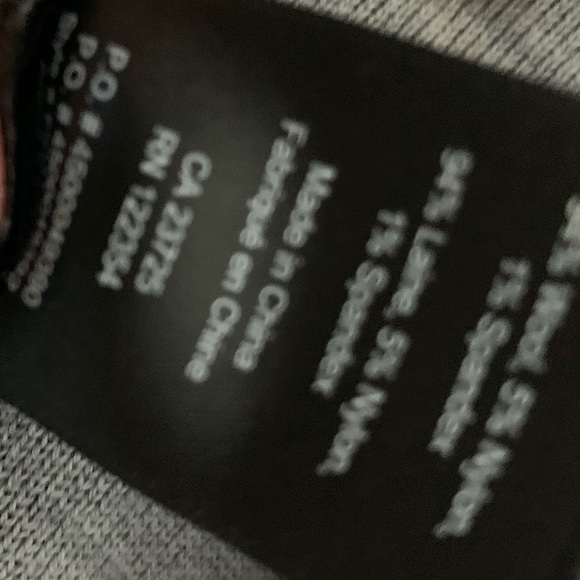 94% Wool, 5% Nylon,
1% Spandex
94% Laine, 5% Nylon,
1% Spandex
Made in China
Fabriqué en Chine
CA 23725
RN 122354
P.O. #
P.O. #